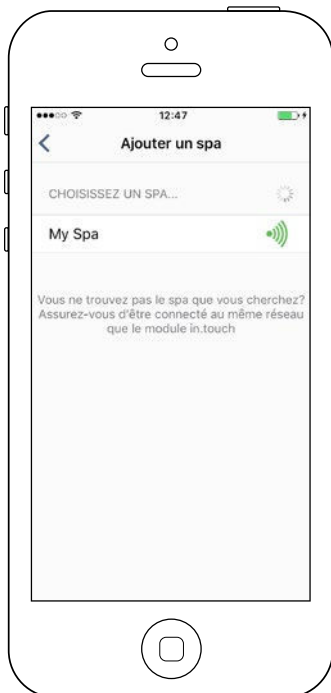 12:47
Ajouter un spa
CHOISISSEZ UN SPA...
My Spa
Vous ne trouvez pas le spa que vous cherchez?
Assurez-vous d'être connecté au même réseau
que le module in.touch